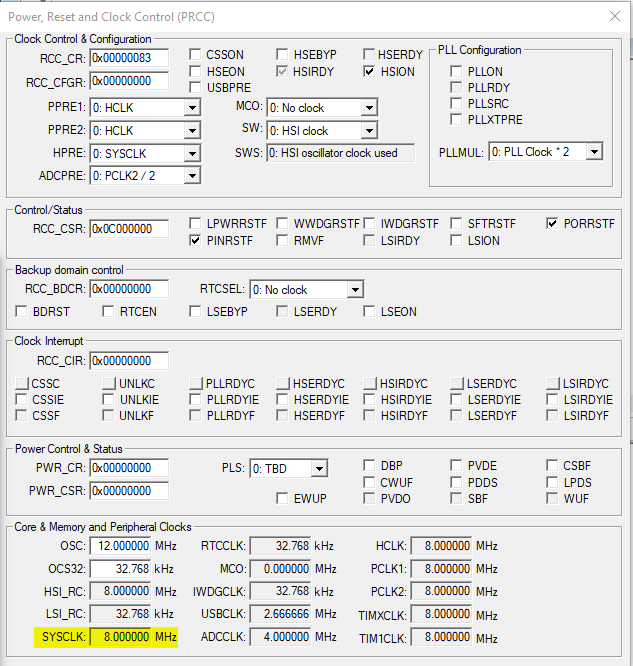 Power, Reset and Clock Control (PRCC)
Clock Control & Configuration
RCC_CR: 0x00000083 CSSON HSEBYP HSERDY
HSEON HSIRDY HSION
RCC_CFGR: 0x00000000 USBPRE
PPRE1: 0: HCLK MCO: 0: No clock
PPRE2: 0: HCLK SW: 0: HSI clock
HPRE: 0: SYSCLK SWS: 0: HSI oscillator clock used
ADCPRE: 0: PCLK2 / 2
PLL Configuration
PLLON
PLLRDY
PLLSRC
PLLXTPRE
PLLMUL: 0: PLL Clock * 2
Control/Status
RCC_CSR: 0x0C000000 LPWRRSTF WWDGRSTF IWDGRSTF SFTRSTF PORRSTF
PINRSTF RMVF LSIRDY LSION
Backup domain control
RCC_BDCR: 0x00000000 RTCSEL: 0: No clock
BDRST RTCEN LSEBYP LSERDY LSEON
Clock Interrupt
RCC_CIR: 0x00000000
CSSC UNLKC PLLRDYC HSERDYC HSIRDYC LSERDYC LSIRDYC
CSSIE UNLKIE PLLRDYIE HSERDYIE HSIRDYIE LSERDYIE LSIRDYIE
CSSF UNLKF PLLRDYF HSERDYF HSIRDYF LSERDYF LSIRDYF
Power Control & Status
PWR_CR: 0x00000000 PLS: 0: TBD DBP PVDE CSBF
CWUF PDDS LPDS
PWR_CSR: 0x00000000 EWUP PVDO SBF WUF
Core & Memory and Peripheral Clocks
OSC: 12.000000 MHz RTCCLK: 32.768 kHz HCLK: 8.000000 MHz
OCS32: 32.768 kHz MCO: 0.000000 MHz PCLK1: 8.000000 MHz
HSI_RC: 8.000000 MHz IWDGCLK: 32.768 kHz PCLK2: 8.000000 MHz
LSI_RC: 32.768 kHz USBCLK: 2.666666 MHz TIMXCLK: 8.000000 MHz
SYSCLK: 8.000000 MHz ADCCLK: 4.000000 MHz TIM1CLK: 8.000000 MHz